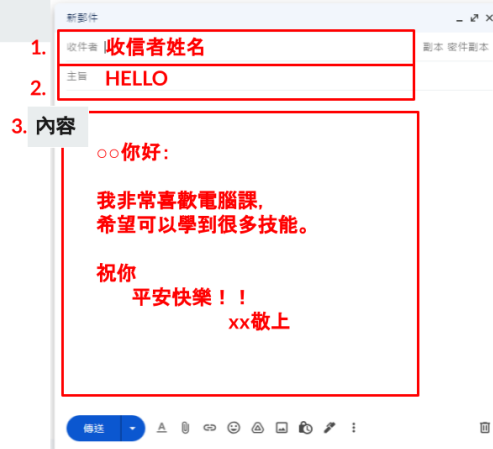 新郵件
1. 收件者 收信者姓名 副本 密件副本
2. 主旨 HELLO
3. 內容
○○你好:
我非常喜歡電腦課,
希望可以學到很多技能。
祝你
平安快樂！！
xx敬上
傳送